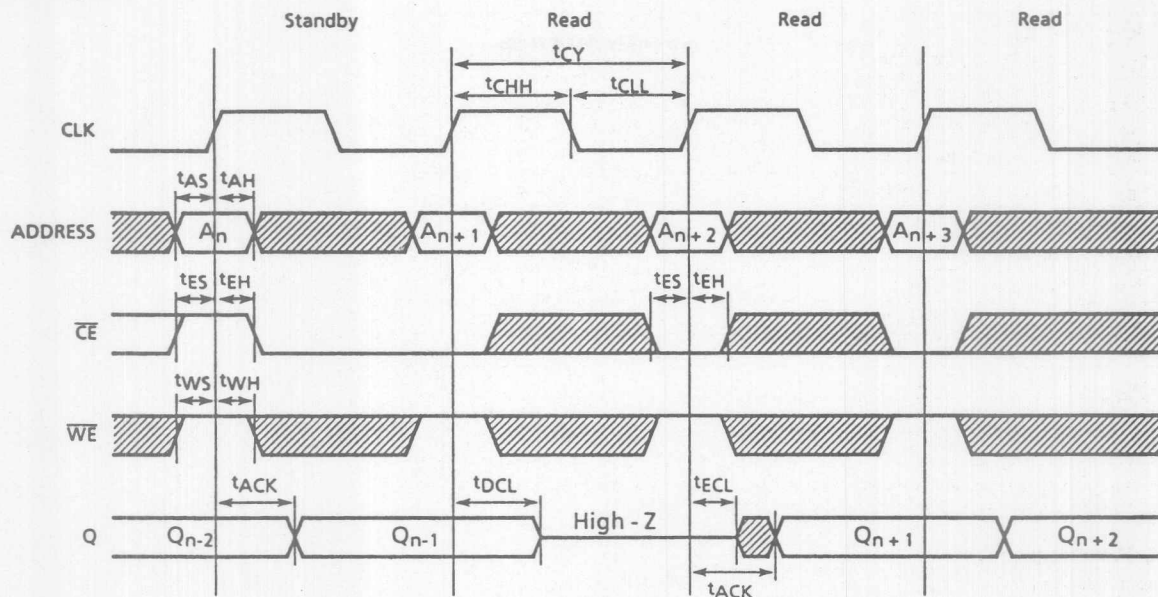 Standby Read Read Read
tCY
tCHH tCLL
CLK
tAS tAH
ADDRESS An An + 1 An+2 An+3
tES tEH tES tEH
CE
tWS tWH
WE
tACK tDCL tECL
High - Z
Q Qn-2 Qn-1 Qn + 1 Qn + 2
tACK